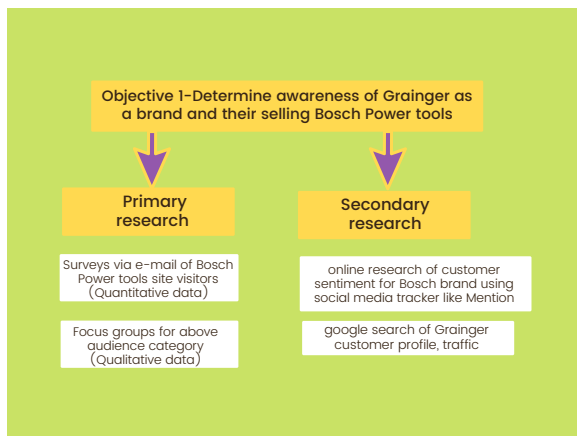 Objective 1-Determine awareness of Grainger as
a brand and their selling Bosch Power tools
Primary
research
Surveys via e-mail of Bosch
Power tools site visitors
(Quantitative data)
Focus groups for above
audience category
(Qualitative data)
Secondary
research
online research of customer
sentiment for Bosch brand using
social media tracker like Mention
google search of Grainger
customer profile, traffic